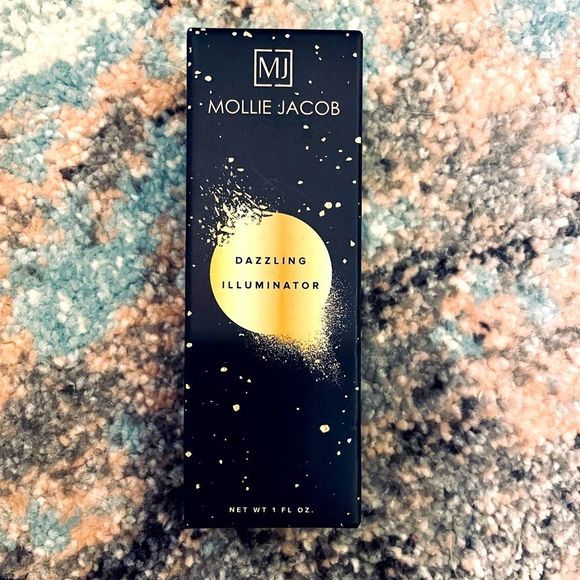 MJ
MOLLIE JACOB
DAZZLING
ILLUMINATOR
NET WT 1 FL OZ.